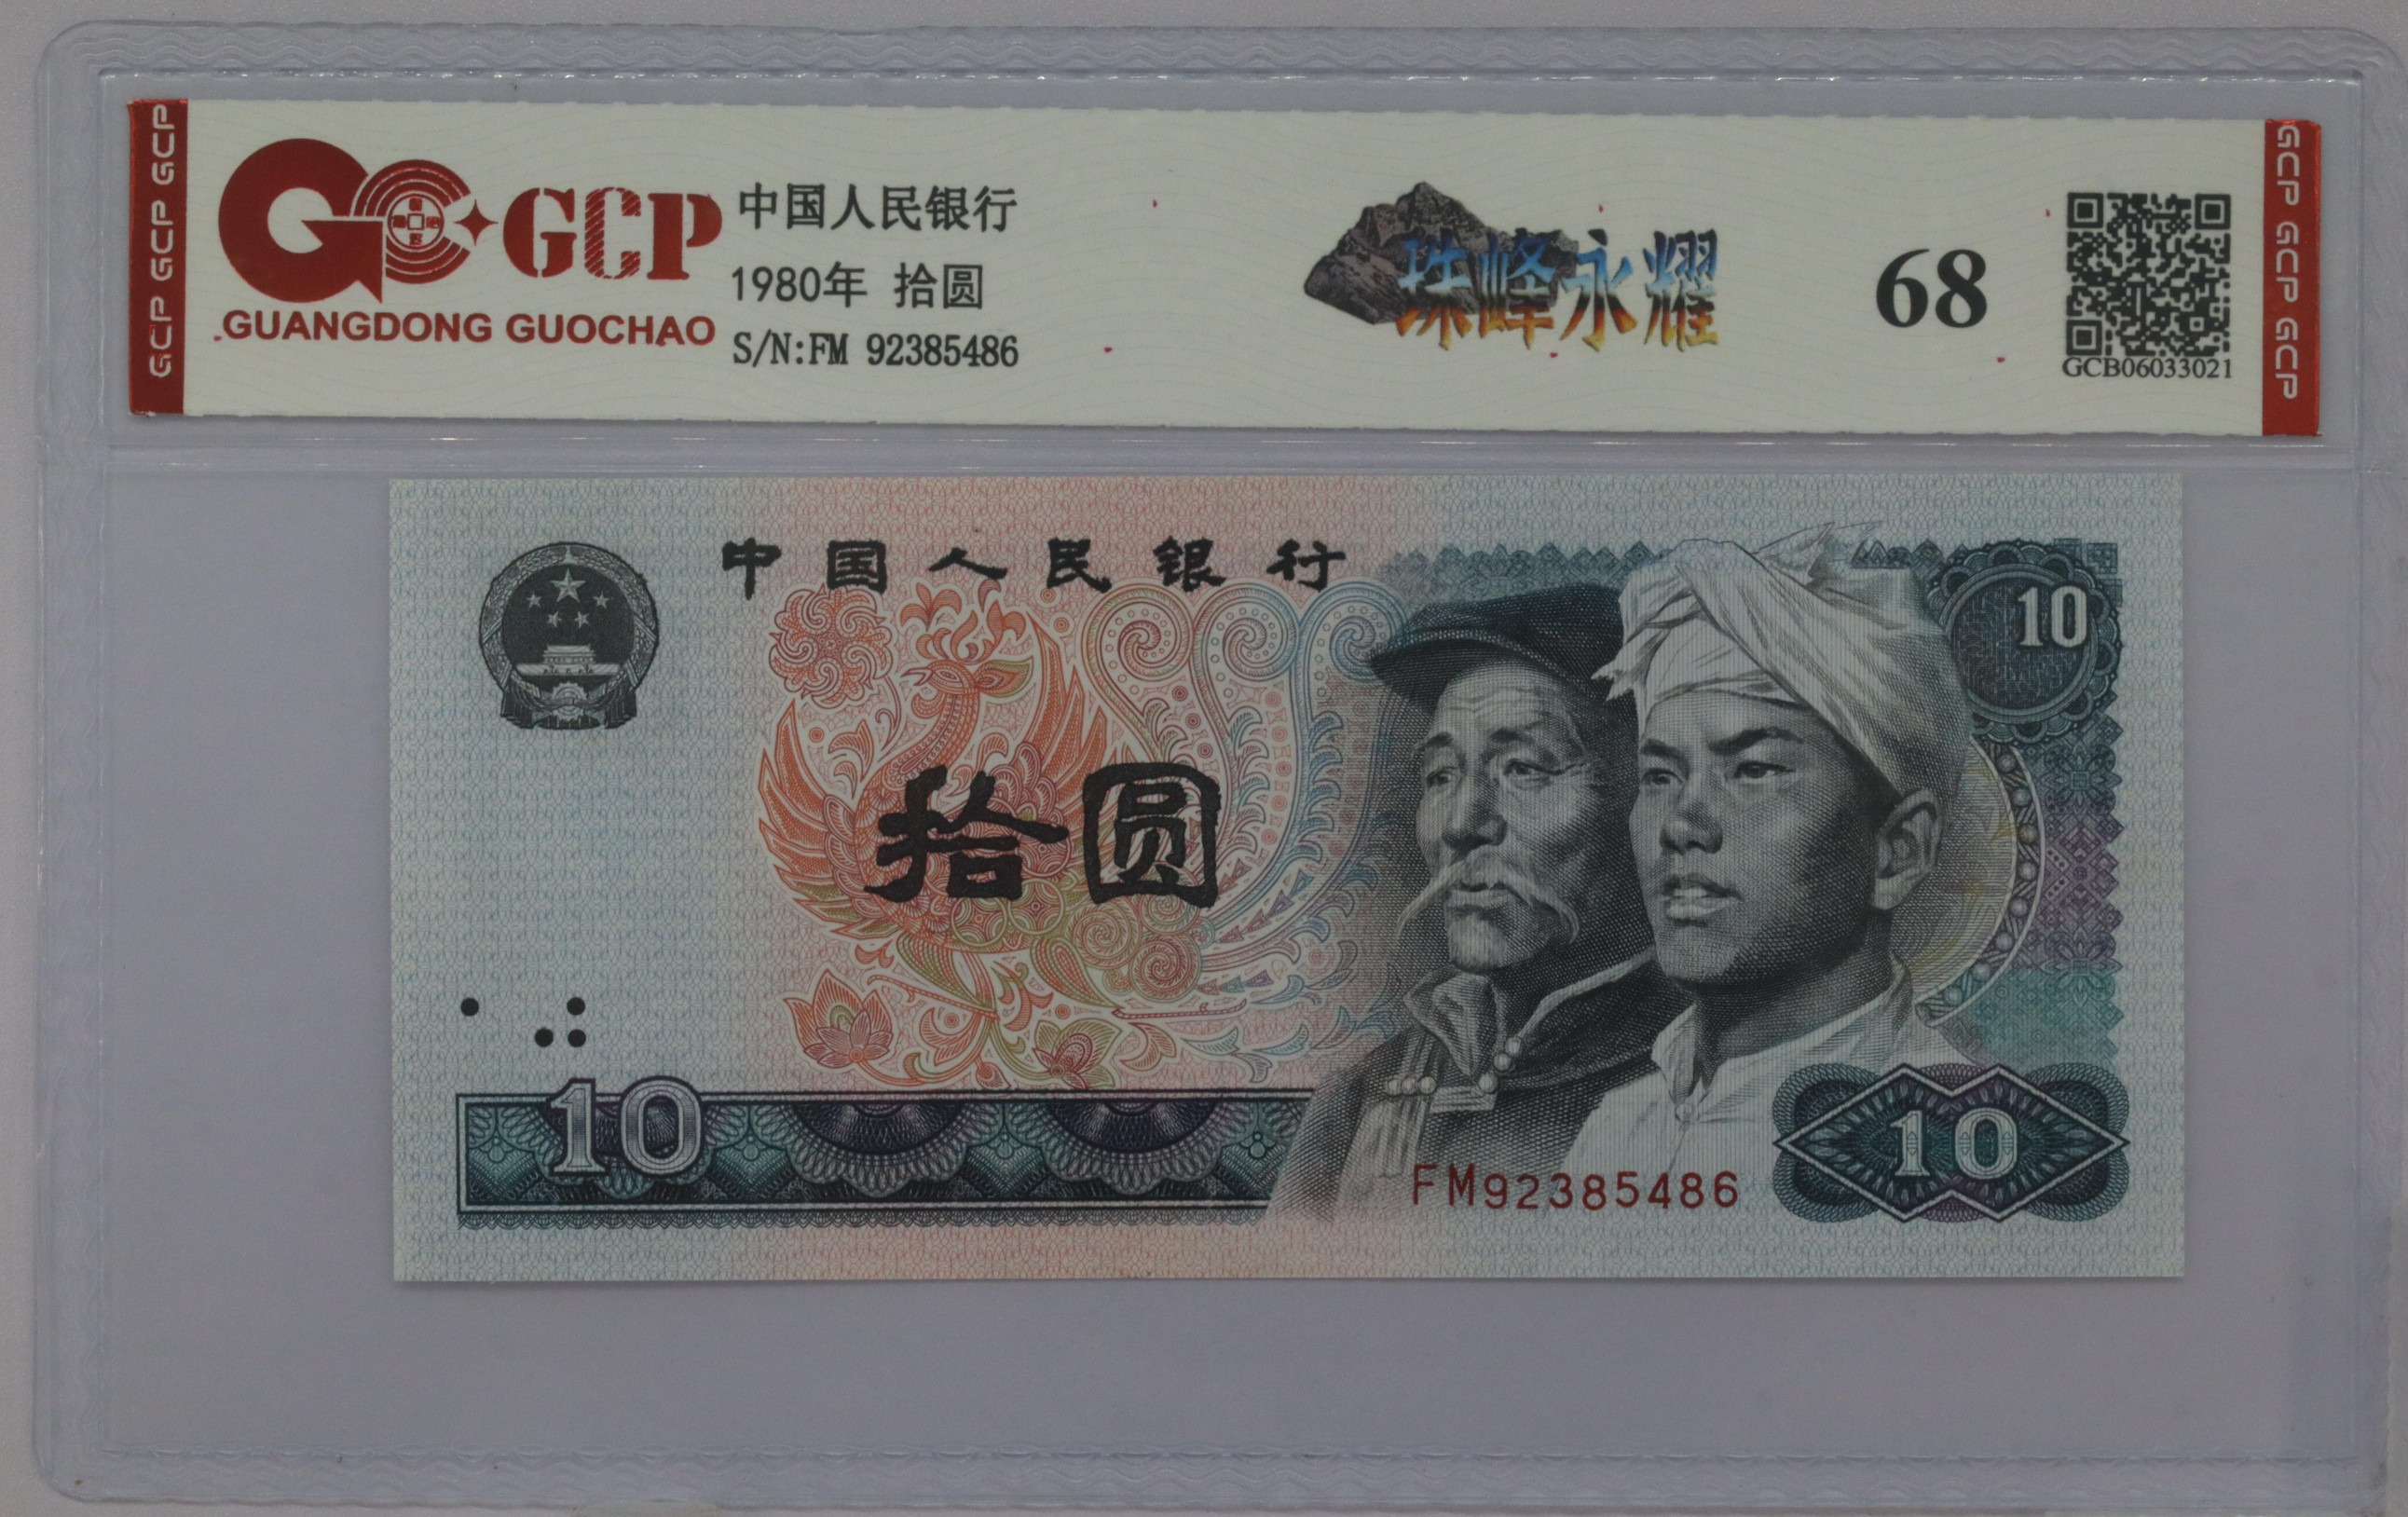 GCP GCP GCP
GCP
GUANGDONG GUOCHAO
中国人民银行
1980年 拾圆
S/N:FM 92385486
珠峰永耀
68
GCB06033021
GCP GCP GCP
中国人民银行
10
拾圆
10
FM92385486
10